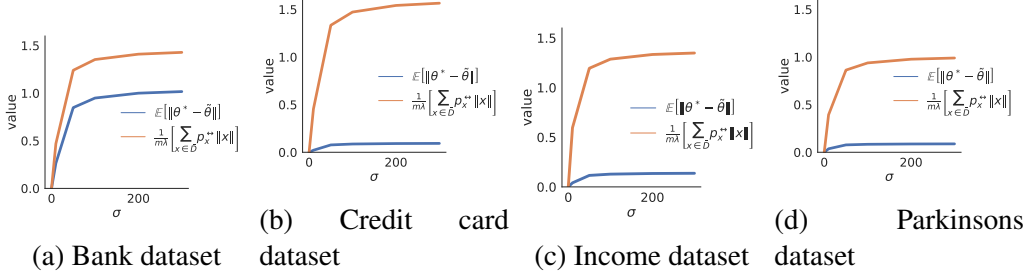 1.5
1.0
0.5
0.0
value
200
σ
𝔼[‖θ* − θ̃‖]
1/mλ [∑_{x∈D̃} p_x^↔ ‖x‖]
(a) Bank dataset
1.5
1.0
0.5
0.0
value
0
200
σ
𝔼[‖θ* − θ̃‖]
1/mλ [∑_{x∈D̃} p_x^↔ ‖x‖]
(b) Credit card
dataset
1.5
1.0
0.5
0.0
value
0
200
σ
𝔼[‖θ* − θ̃‖]
1/mλ [∑_{x∈D̃} p_x^↔ ‖x‖]
(c) Income dataset
1.5
1.0
0.5
0.0
value
0
200
σ
𝔼[‖θ* − θ̃‖]
1/mλ [∑_{x∈D̃} p_x^↔ ‖x‖]
(d) Parkinsons
dataset